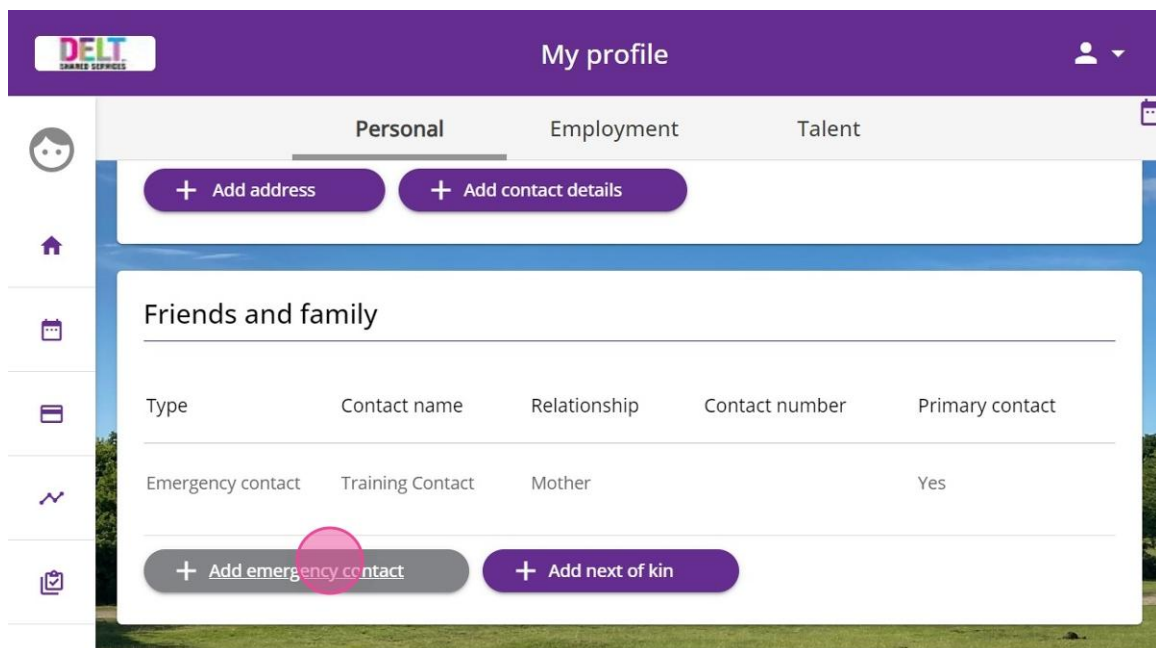 DELT
SHARED SERVICES
My profile
Personal Employment Talent
+ Add address + Add contact details
Friends and family
Type Contact name Relationship Contact number Primary contact
Emergency contact Training Contact Mother Yes
+ Add emergency contact + Add next of kin